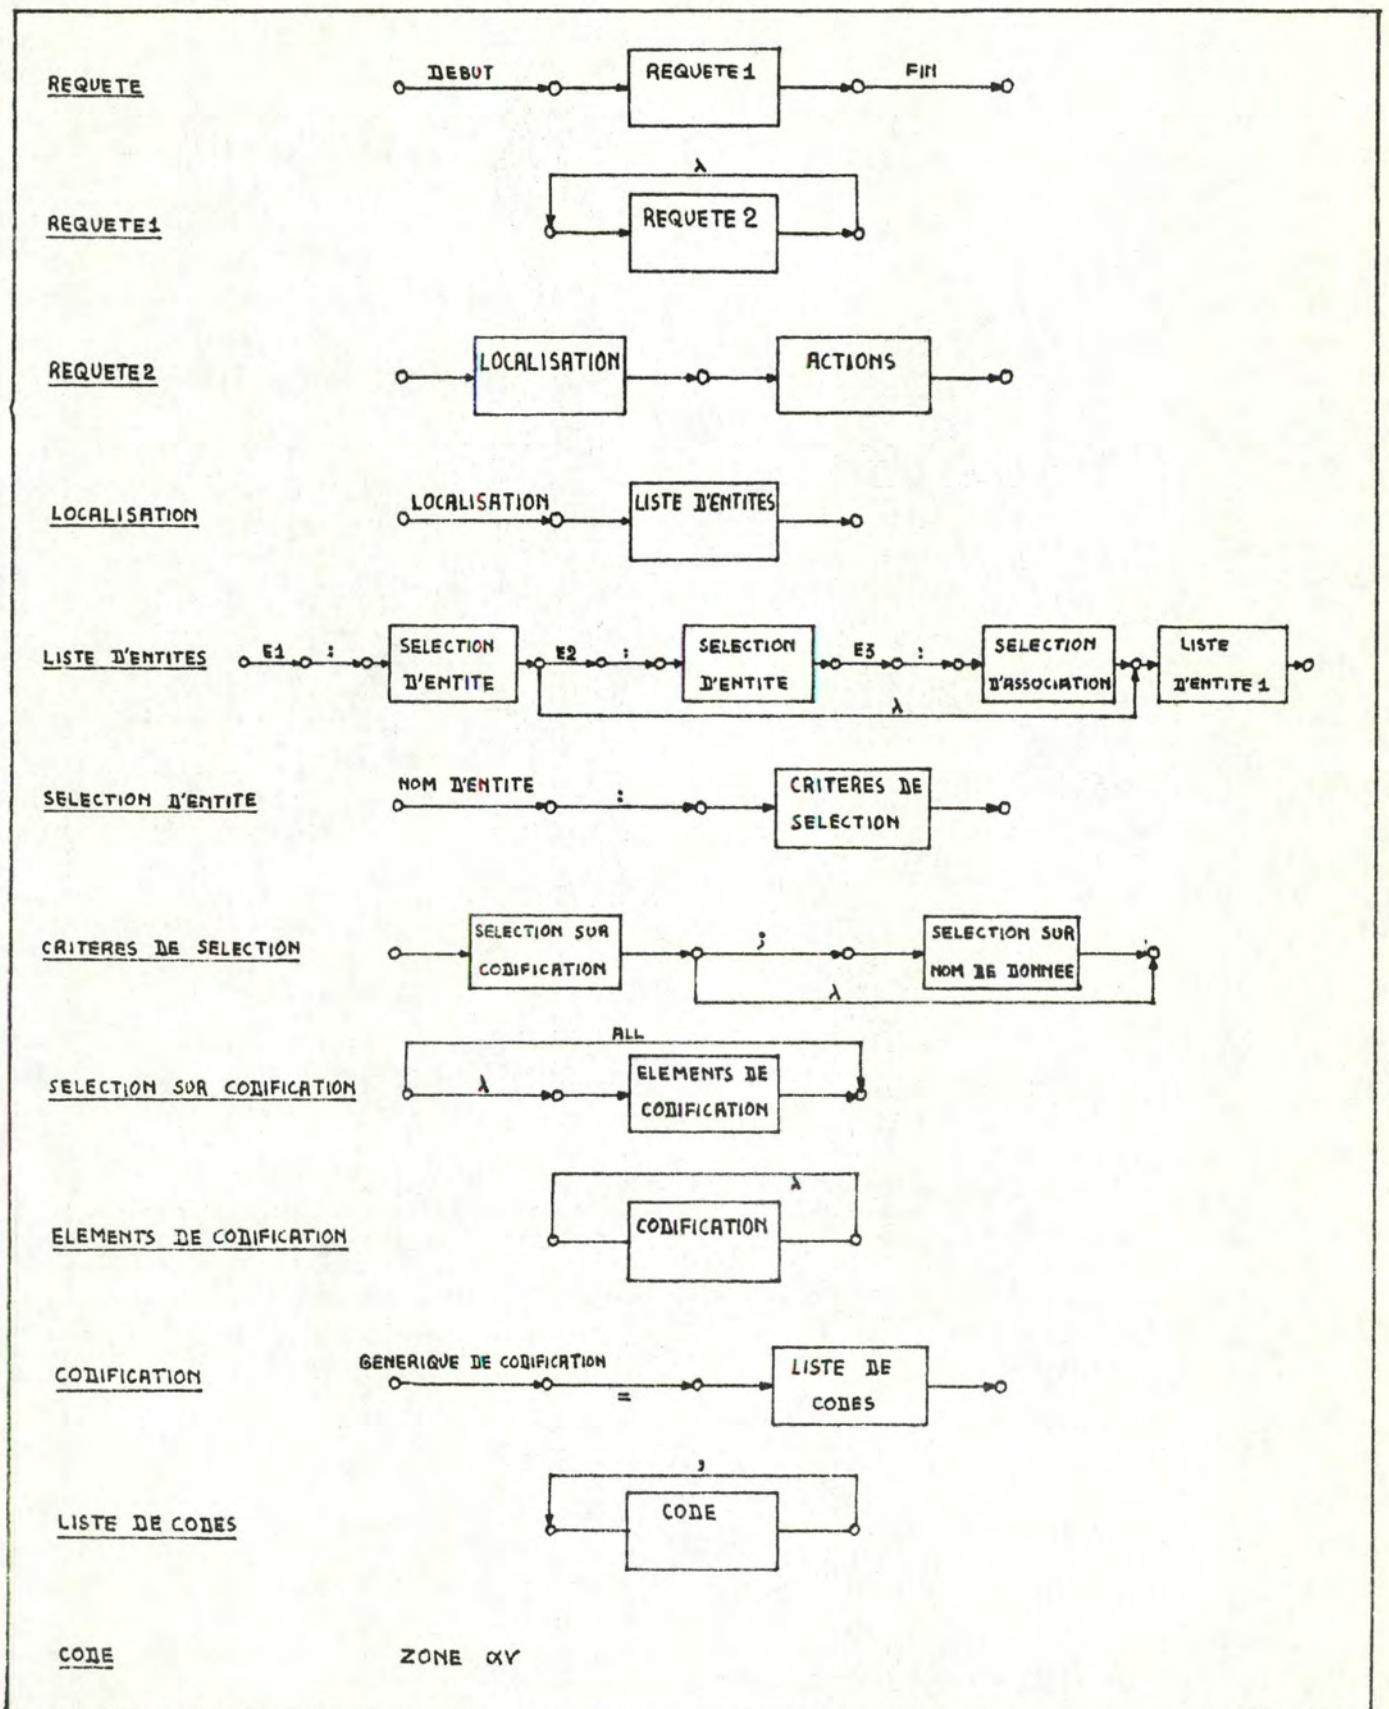 REQUETE
DEBUT
REQUETE1
FIN
REQUETE1
λ
REQUETE 2
REQUETE2
LOCALISATION
ACTIONS
LOCALISATION
LOCALISATION
LISTE D'ENTITES
LISTE D'ENTITES
E1
:
SELECTION
D'ENTITE
E2
:
SELECTION
D'ENTITE
E3
:
SELECTION
D'ASSOCIATION
LISTE
D'ENTITE 1
λ
SELECTION D'ENTITE
NOM D'ENTITE
:
CRITERES DE
SELECTION
CRITERES DE SELECTION
SELECTION SUR
CODIFICATION
;
SELECTION SUR
NOM DE DONNEE
λ
SELECTION SUR CODIFICATION
ALL
λ
ELEMENTS DE
CODIFICATION
ELEMENTS DE CODIFICATION
λ
CODIFICATION
CODIFICATION
GENERIQUE DE CODIFICATION
=
LISTE DE
CODES
LISTE DE CODES
,
CODE
CODE
ZONE